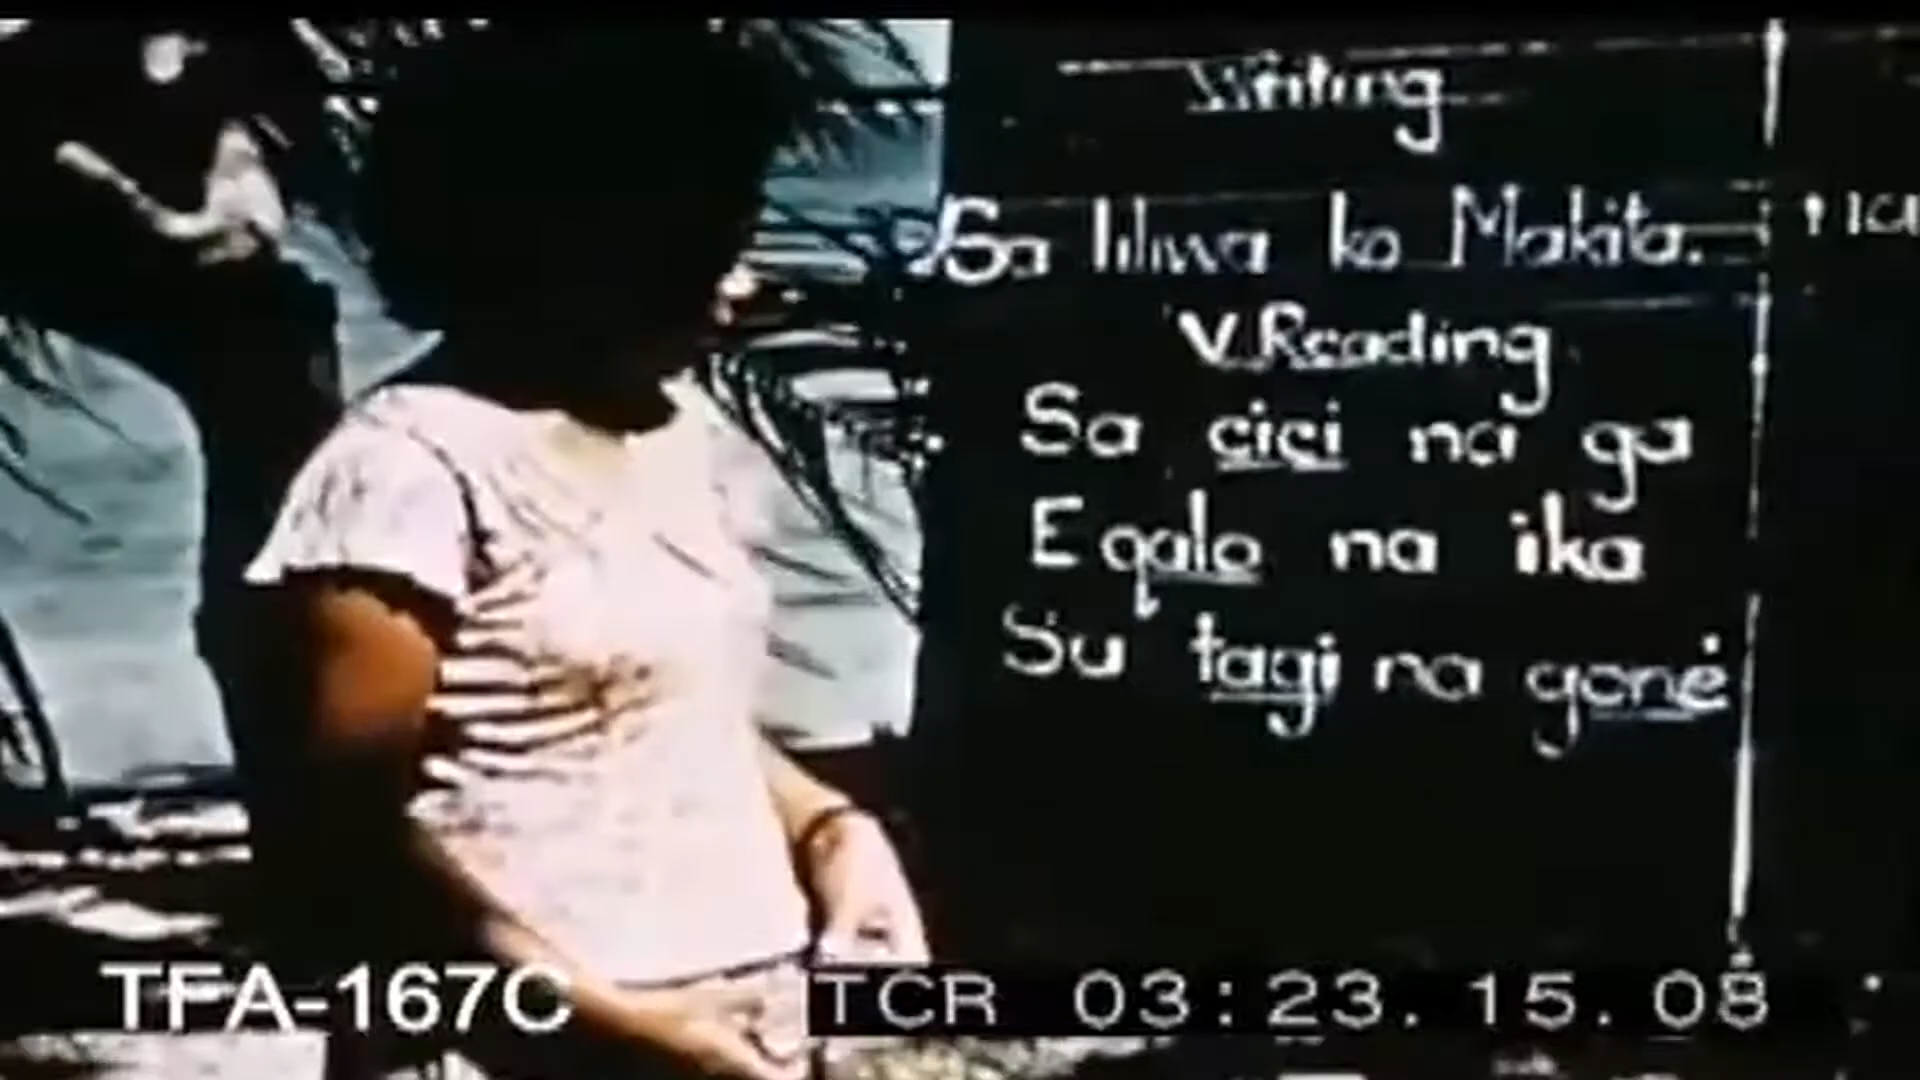 Writing
Sa liliwa ko Makita.
V Reading
Sa cici na ga
E qalo na ika
Sa tagi na gone
TFA-167C
TCR 03:23.15.08